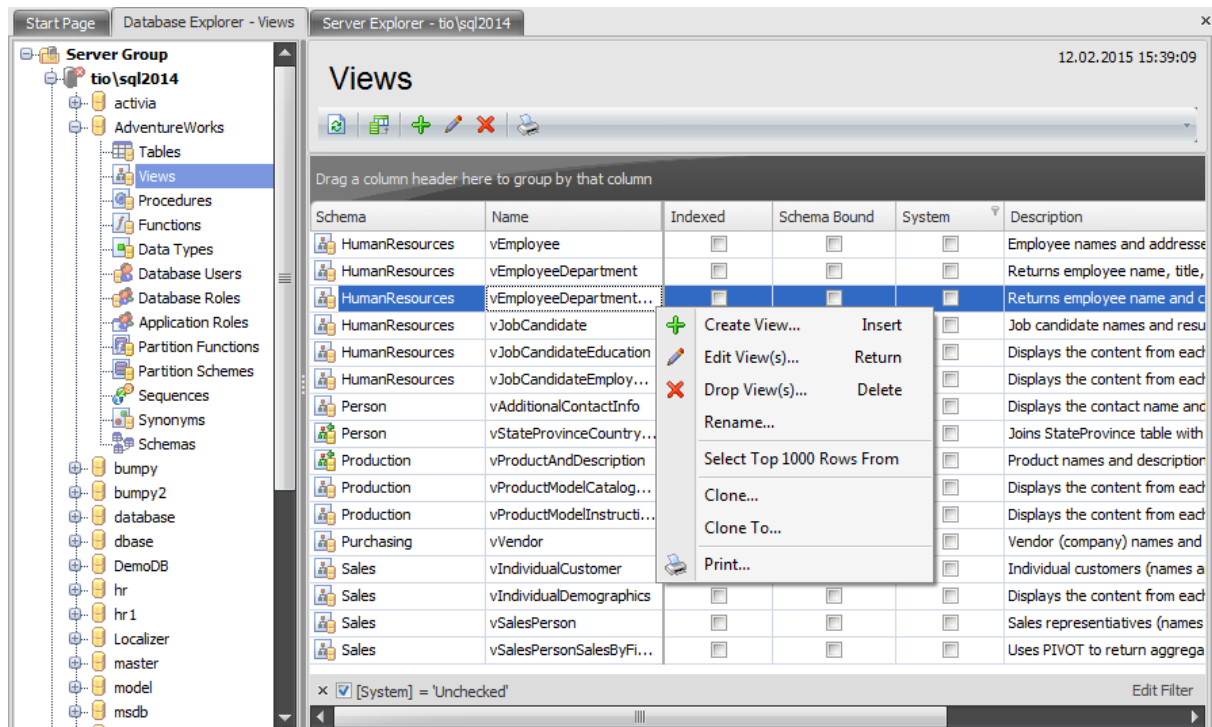 Start Page
Database Explorer - Views
Server Explorer - tio\sql2014
Server Group
tio\sql2014
activia
AdventureWorks
Tables
Views
Procedures
Functions
Data Types
Database Users
Database Roles
Application Roles
Partition Functions
Partition Schemes
Sequences
Synonyms
Schemas
bumpy
bumpy2
database
dbase
DemoDB
hr
hr1
Localizer
master
model
msdb
12.02.2015 15:39:09
Views
Drag a column header here to group by that column
Schema Name Indexed Schema Bound System Description
HumanResources vEmployee Employee names and addresse
HumanResources vEmployeeDepartment Returns employee name, title,
HumanResources vEmployeeDepartment... Returns employee name and c
HumanResources vJobCandidate Job candidate names and resu
HumanResources vJobCandidateEducation Displays the content from each
HumanResources vJobCandidateEmploy... Displays the content from each
Person vAdditionalContactInfo Displays the contact name and
Person vStateProvinceCountry... Joins StateProvince table with
Production vProductAndDescription Product names and description
Production vProductModelCatalog... Displays the content from each
Production vProductModelInstructi... Displays the content from each
Purchasing vVendor Vendor (company) names and
Sales vIndividualCustomer Individual customers (names a
Sales vIndividualDemographics Displays the content from each
Sales vSalesPerson Sales representiatives (names
Sales vSalesPersonSalesByFi... Uses PIVOT to return aggrega
Create View... Insert
Edit View(s)... Return
Drop View(s)... Delete
Rename...
Select Top 1000 Rows From
Clone...
Clone To...
Print...
[System] = 'Unchecked' Edit Filter